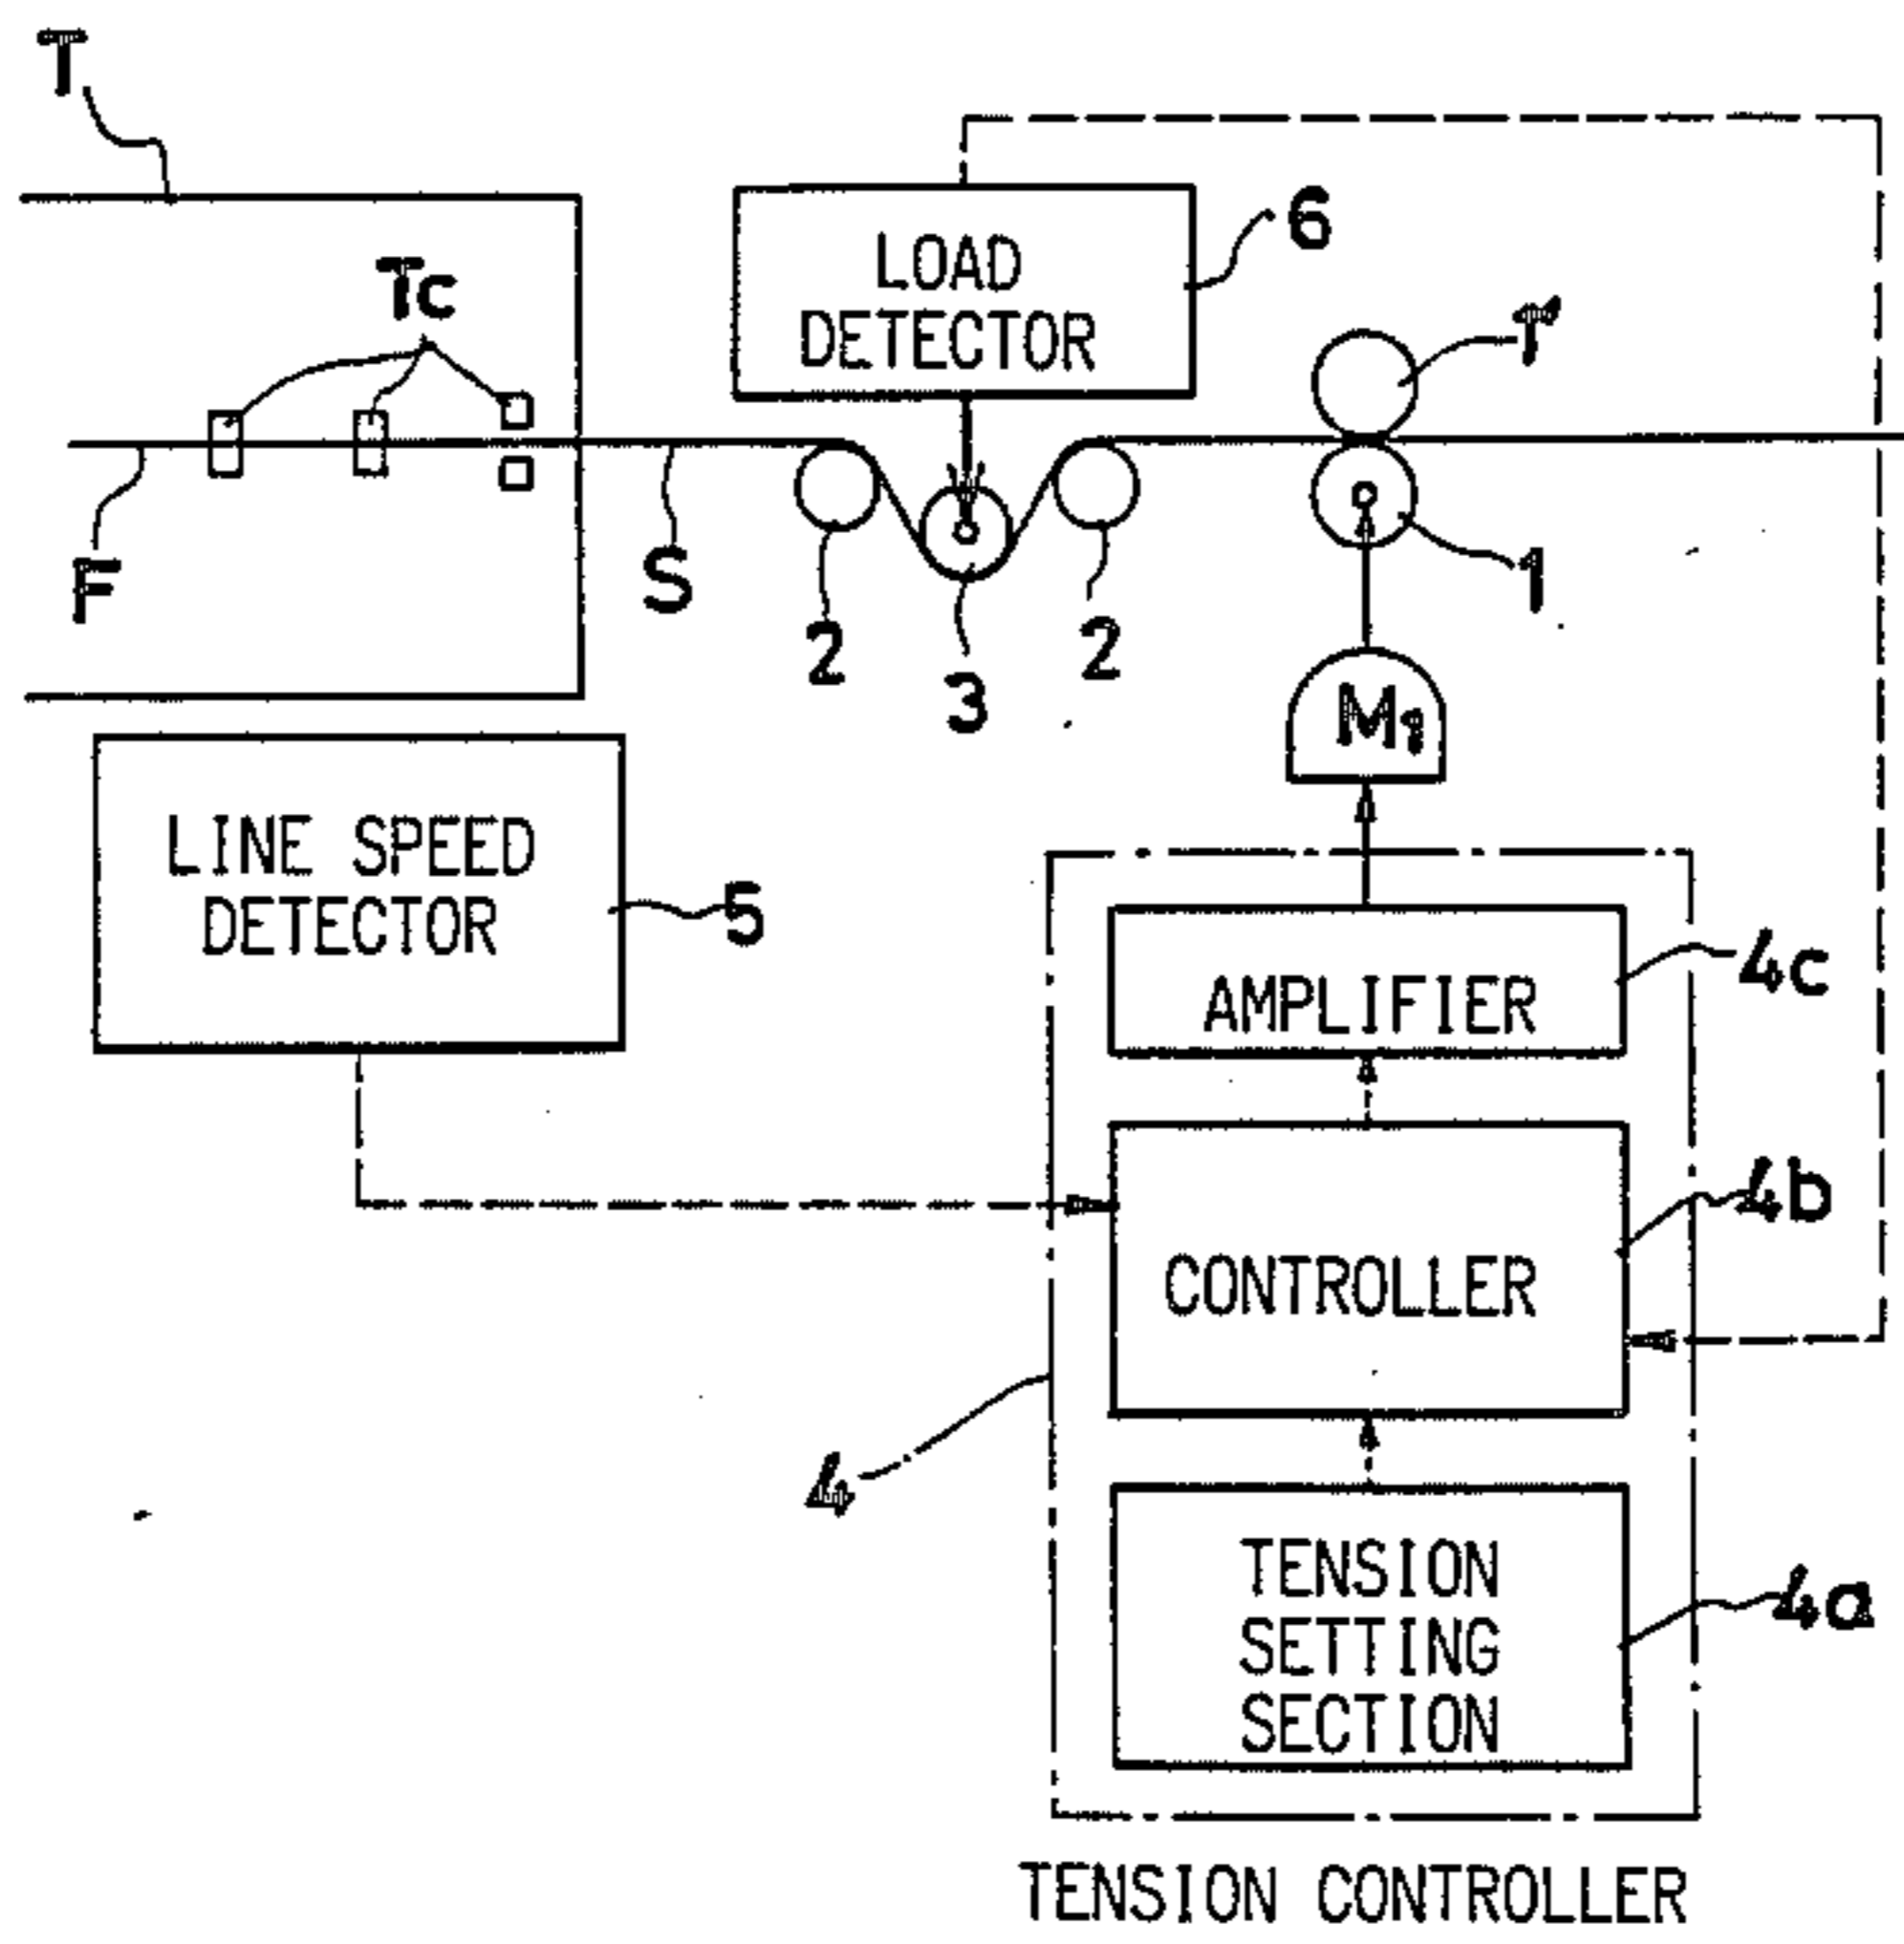 T
Tc
LOAD
DETECTOR
6
1'
F
S
2
3
2
1
M1
LINE SPEED
DETECTOR
5
AMPLIFIER
4c
CONTROLLER
4b
4
TENSION
SETTING
SECTION
4a
TENSION CONTROLLER